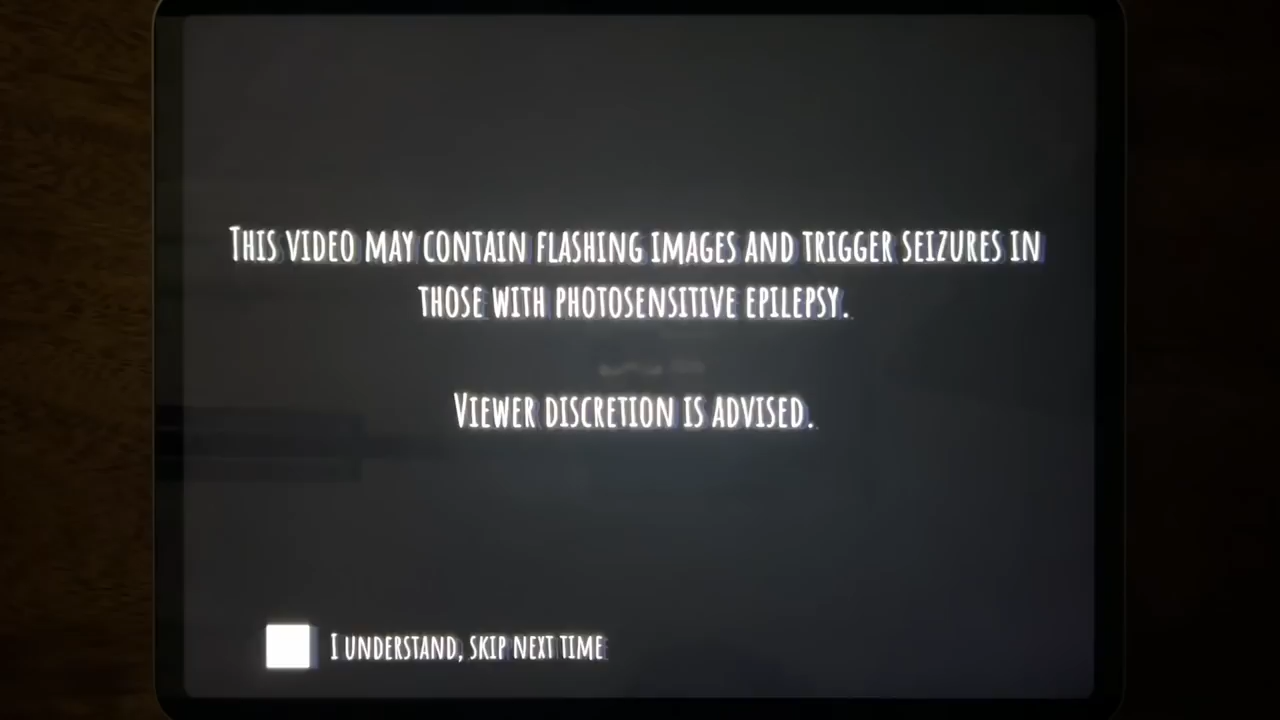 This video may contain flashing images and trigger seizures in
those with photosensitive epilepsy.
Viewer discretion is advised.
I understand, skip next time